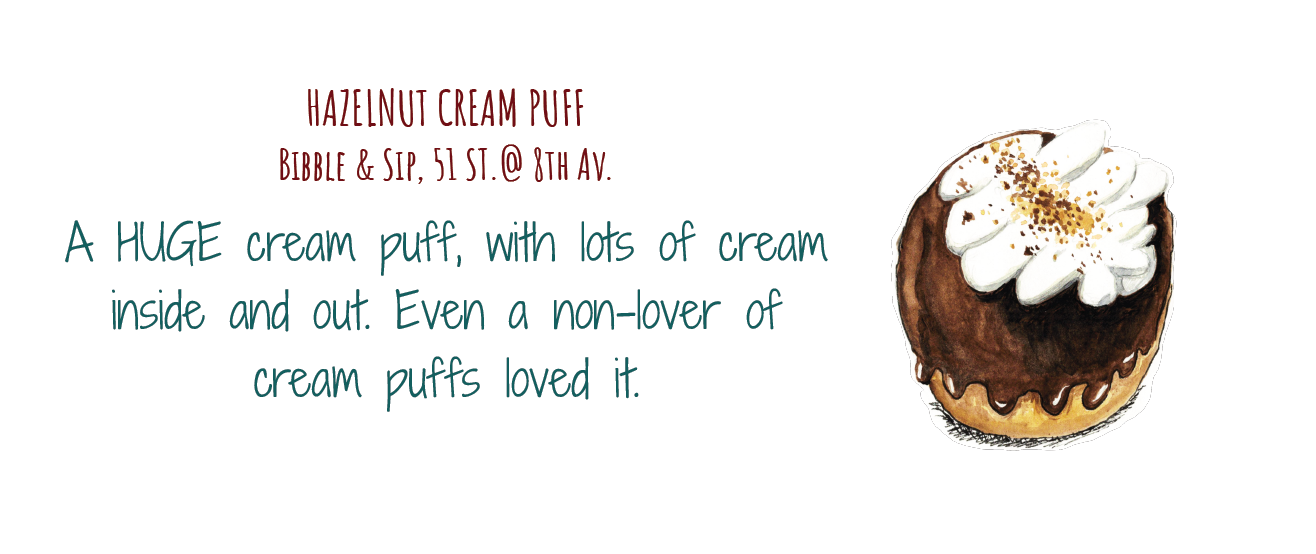 HAZELNUT CREAM PUFF
BIBBLE & SIP, 51 ST.@ 8TH AV.
A HUGE cream puff, with lots of cream
inside and out. Even a non-lover of
cream puffs loved it.